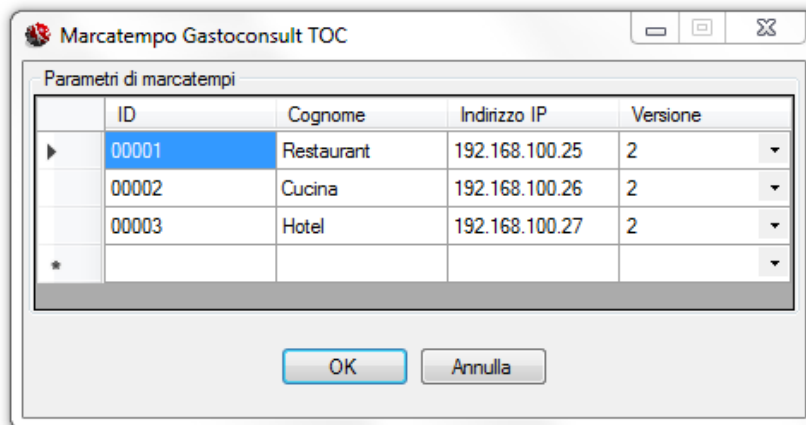 Marcatempo Gastoconsult TOC
Parametri di marcatempi
ID Cognome Indirizzo IP Versione
00001 Restaurant 192.168.100.25 2
00002 Cucina 192.168.100.26 2
00003 Hotel 192.168.100.27 2
*
OK Annulla